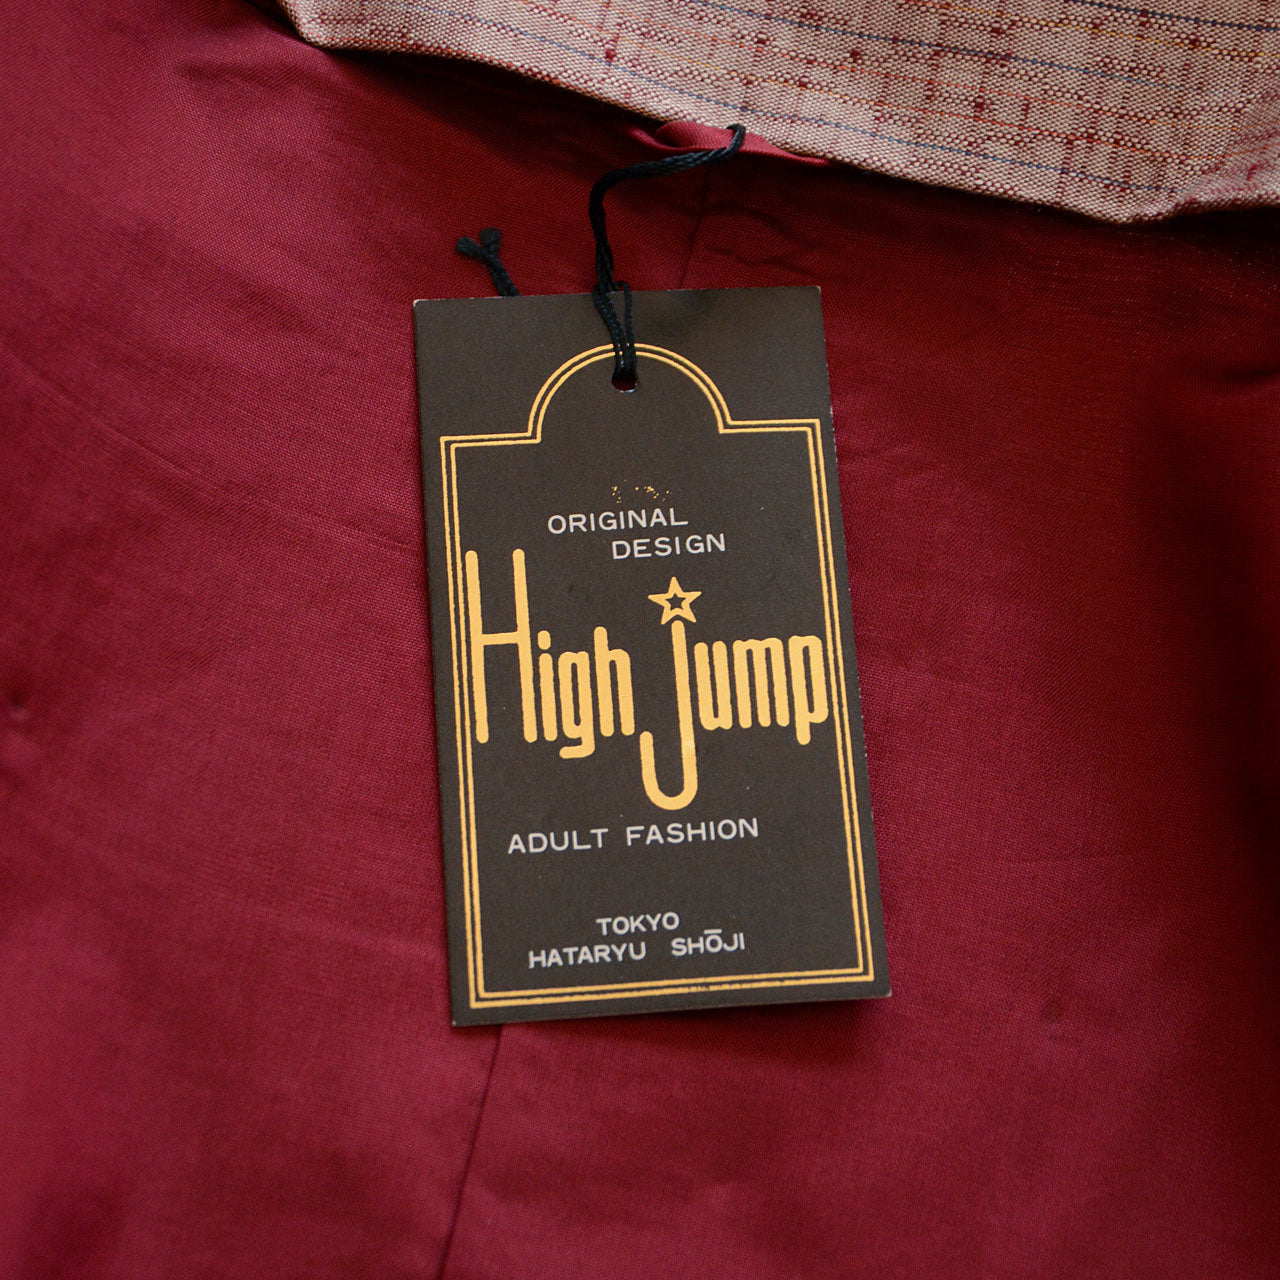 ORIGINAL
DESIGN
High Jump
ADULT FASHION
TOKYO
HATARYU SHŌJI